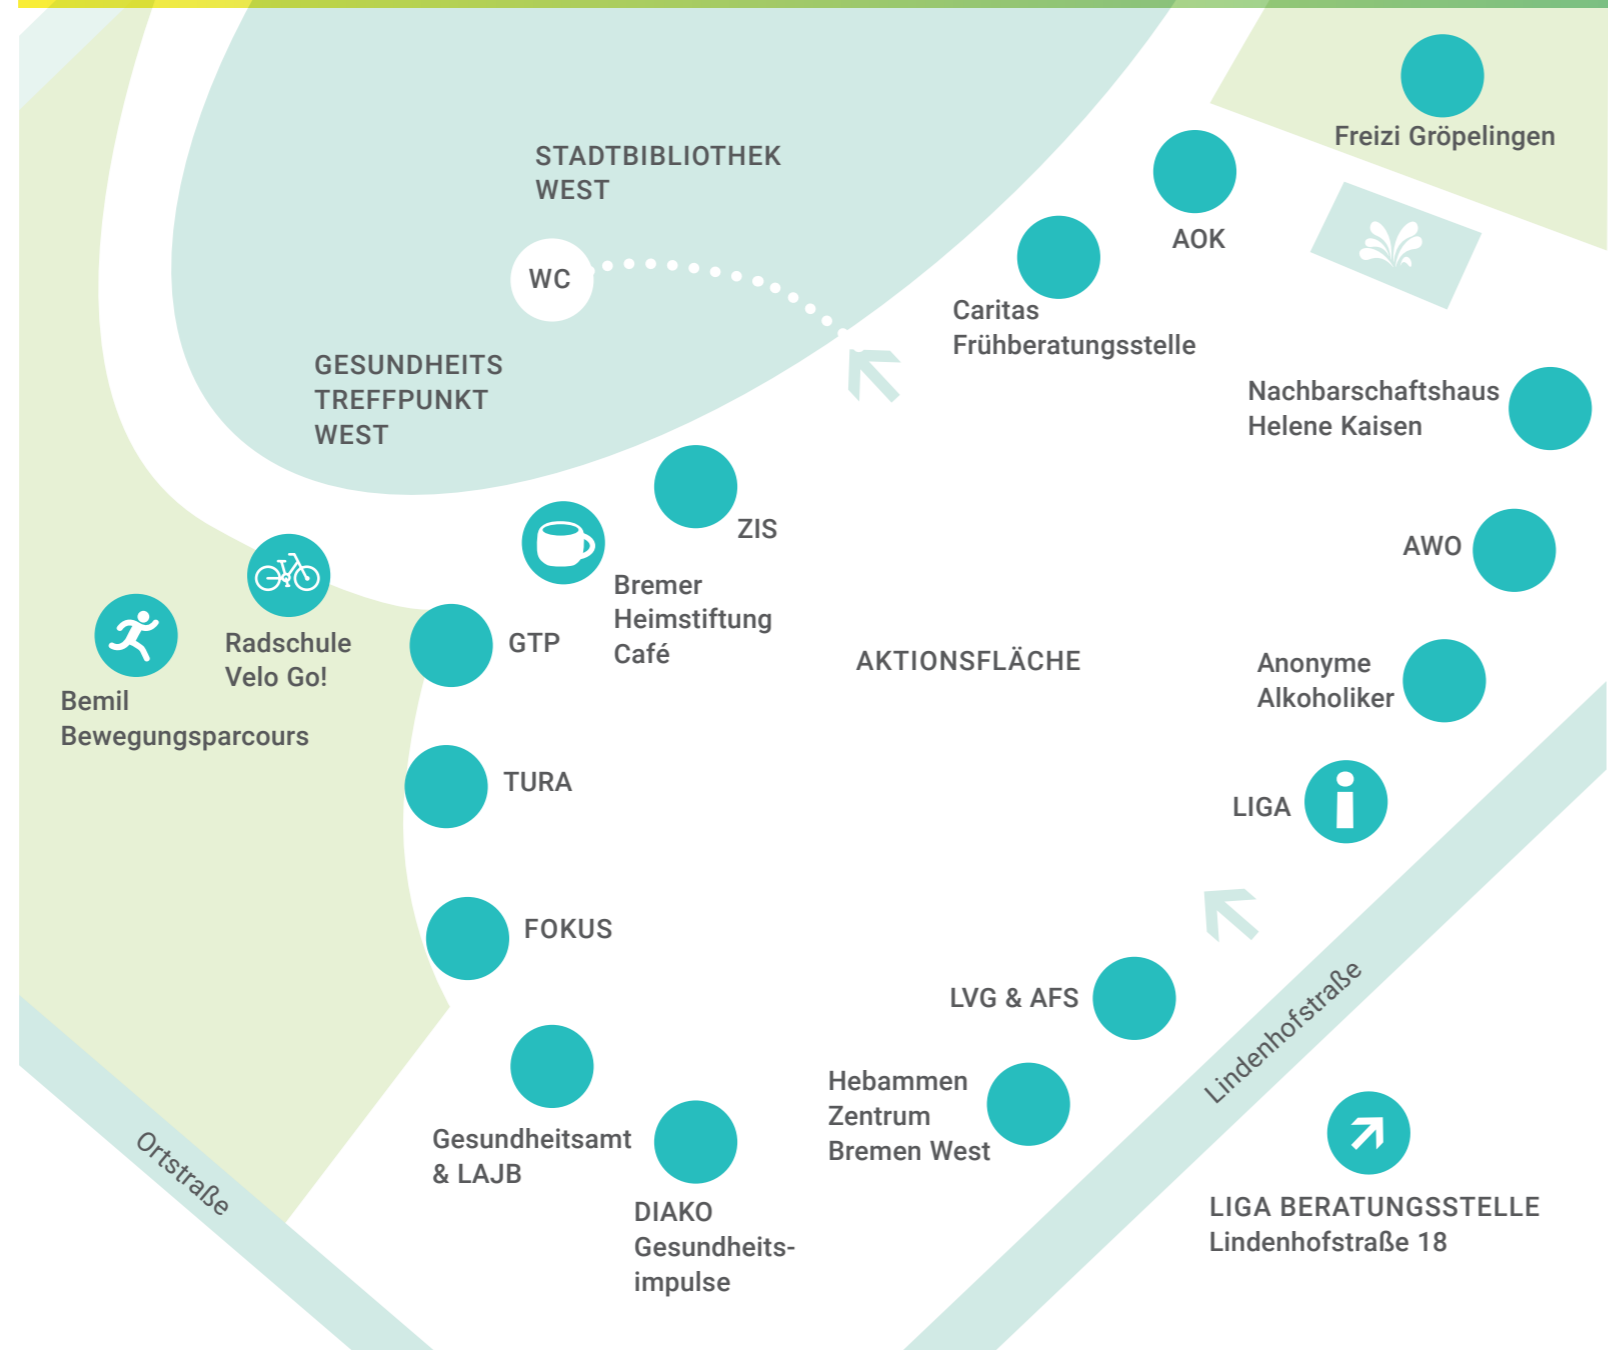 Freizi Gröpelingen
STADTBIBLIOTHEK
WEST
AOK
WC
Caritas
Frühberatungsstelle
GESUNDHEITS
TREFFPUNKT
WEST
Nachbarschaftshaus
Helene Kaisen
ZIS
AWO
Bremer
Heimstiftung
Café
Radschule
Velo Go!
GTP
AKTIONSFLÄCHE
Anonyme
Alkoholiker
Bemil
Bewegungsparcours
TURA
LIGA
i
FOKUS
LVG & AFS
Lindenhofstraße
Hebammen
Zentrum
Bremen West
Gesundheitsamt
& LAJB
Ortstraße
DIAKO
Gesundheits-
impulse
LIGA BERATUNGSSTELLE
Lindenhofstraße 18